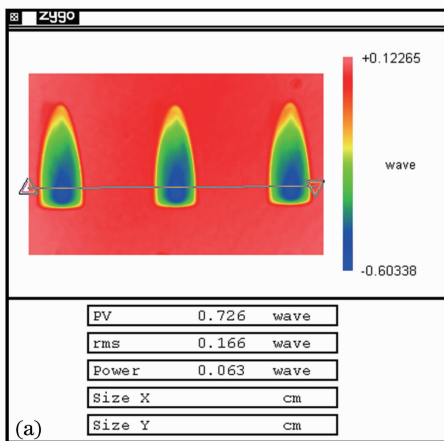 zygo
+0.12265
wave
-0.60338
PV 0.726 wave
rms 0.166 wave
Power 0.063 wave
Size X cm
Size Y cm
(a)